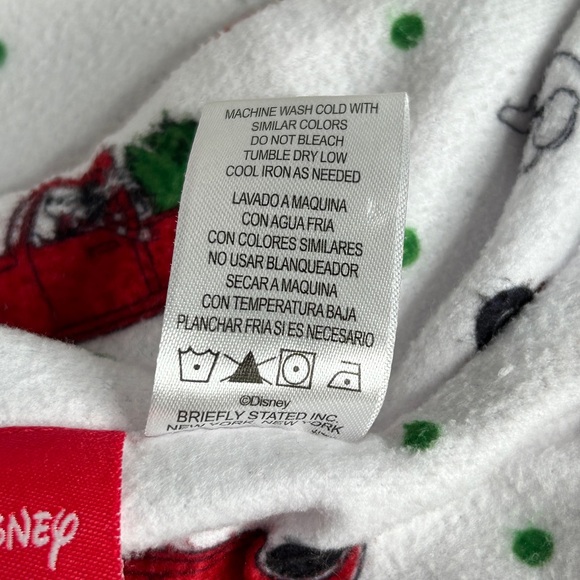 MACHINE WASH COLD WITH
SIMILAR COLORS
DO NOT BLEACH
TUMBLE DRY LOW
COOL IRON AS NEEDED
LAVADO A MAQUINA
CON AGUA FRIA
CON COLORES SIMILARES
NO USAR BLANQUEADOR
SECAR A MAQUINA
CON TEMPERATURA BAJA
PLANCHAR FRIA SI ES NECESARIO
©Disney
BRIEFLY STATED INC.
NEW YORK, NEW YORK
SNEY